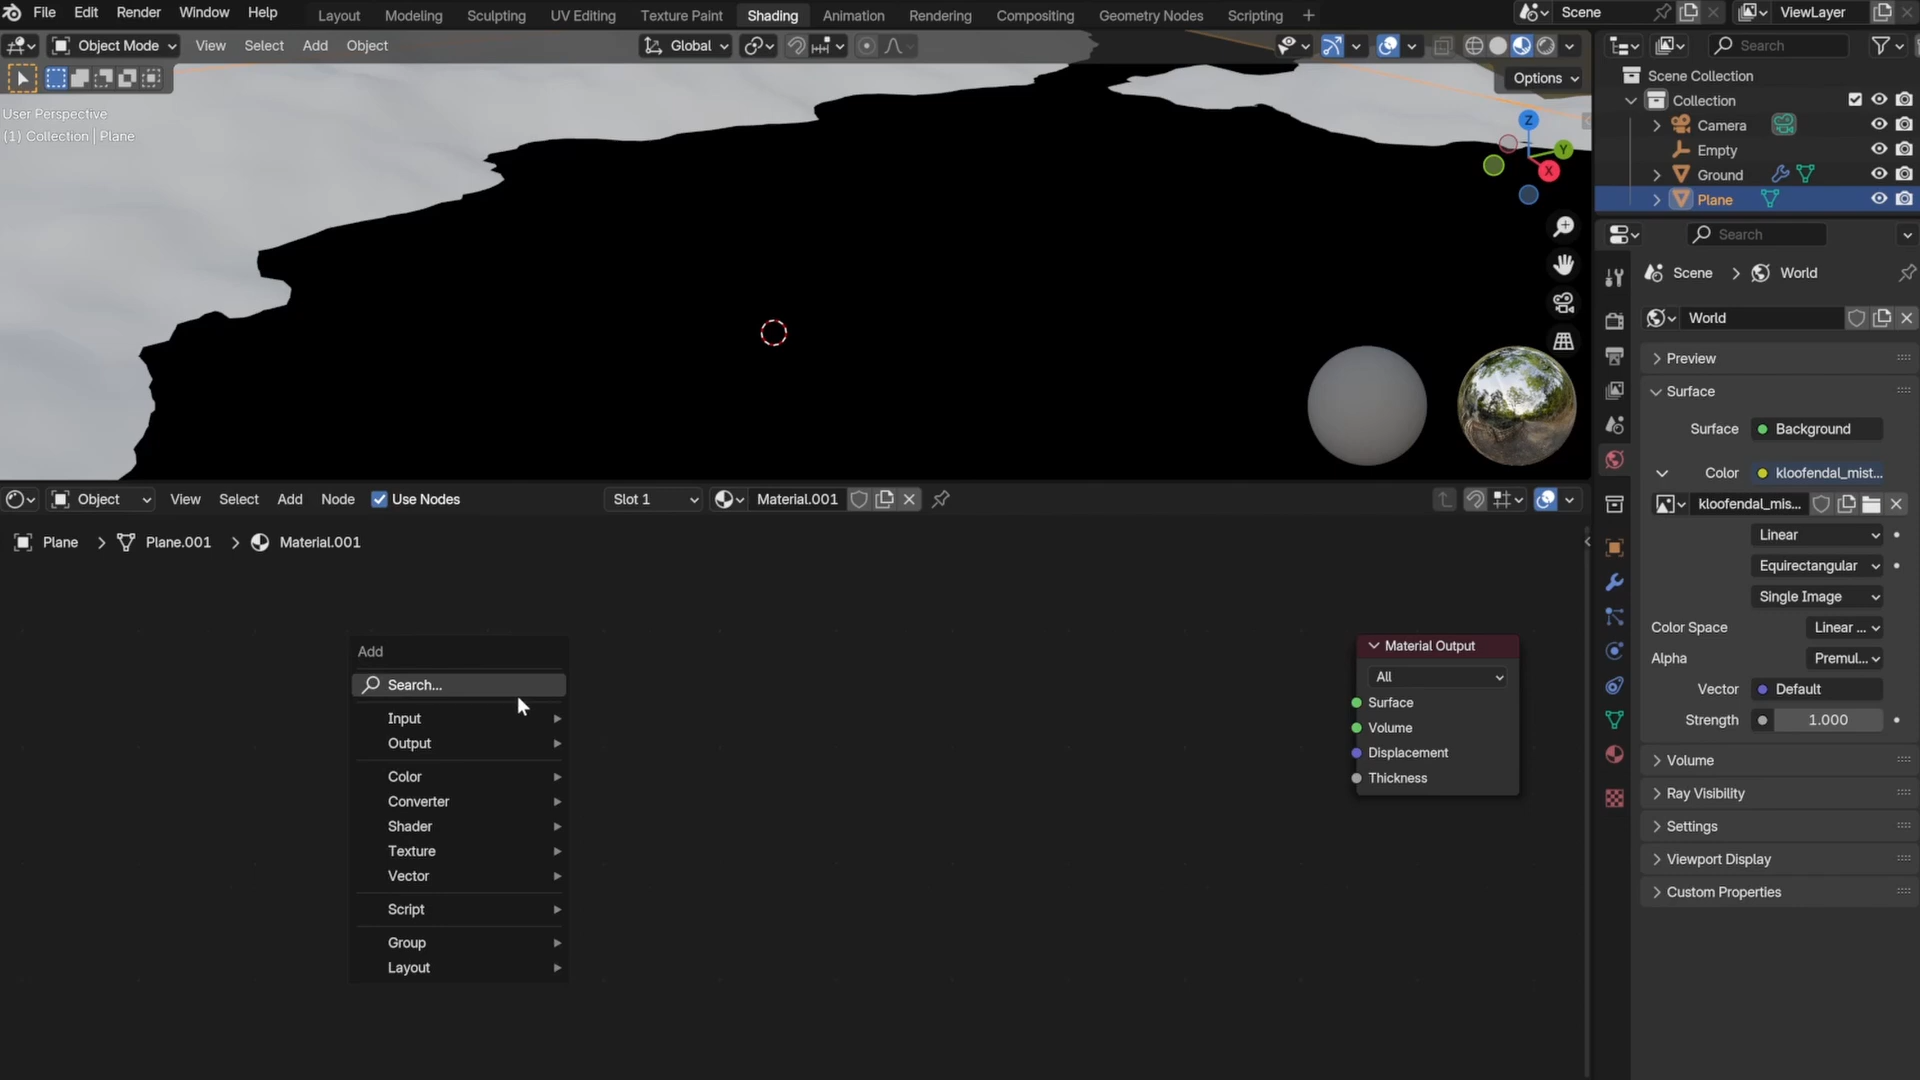 File Edit Render Window Help Layout Modeling Sculpting UV Editing Texture Paint Shading Animation Rendering Compositing Geometry Nodes Scripting + Scene ViewLayer
Object Mode View Select Add Object Global Search
Options
User Perspective
(1) Collection | Plane
Z
Y
X
Scene Collection
Collection
Camera
Empty
Ground
Plane
Search
Scene > World
World
Preview
Surface
Surface Background
Color kloofendal_mist...
kloofendal_mis...
Linear
Equirectangular
Single Image
Color Space Linear ...
Alpha Premul...
Vector Default
Strength 1.000
Volume
Ray Visibility
Settings
Viewport Display
Custom Properties
Object View Select Add Node Use Nodes Slot 1 Material.001
Plane > Plane.001 > Material.001
Add
Search...
Input
Output
Color
Converter
Shader
Texture
Vector
Script
Group
Layout
Material Output
All
Surface
Volume
Displacement
Thickness